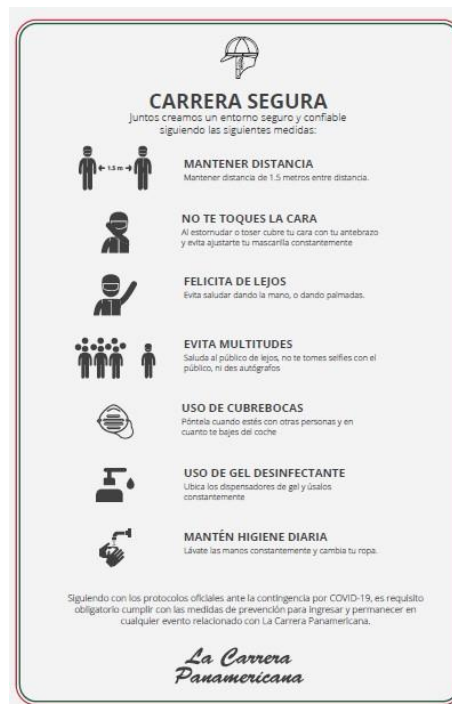 CARRERA SEGURA
Juntos creamos un entorno seguro y confiable
siguiendo las siguientes medidas:
← 1.5 m →
MANTENER DISTANCIA
Mantener distancia de 1.5 metros entre distancia.
NO TE TOQUES LA CARA
Al estornudar o toser cubre tu cara con tu antebrazo
y evita ajustarte tu mascarilla constantemente
FELICITA DE LEJOS
Evita saludar dando la mano, o dando palmadas.
EVITA MULTITUDES
Saluda al público de lejos, no te tomes selfies con el
público, ni des autógrafos
USO DE CUBREBOCAS
Póntela cuando estés con otras personas y en
cuanto te bajes del coche
USO DE GEL DESINFECTANTE
Ubica los dispensadores de gel y úsalos
constantemente
MANTÉN HIGIENE DIARIA
Lávate las manos constantemente y cambia tu ropa.
Siguiendo con los protocolos oficiales ante la contingencia por COVID-19, es requisito
obligatorio cumplir con las medidas de prevención para ingresar y permanecer en
cualquier evento relacionado con La Carrera Panamericana.
La Carrera
Panamericana